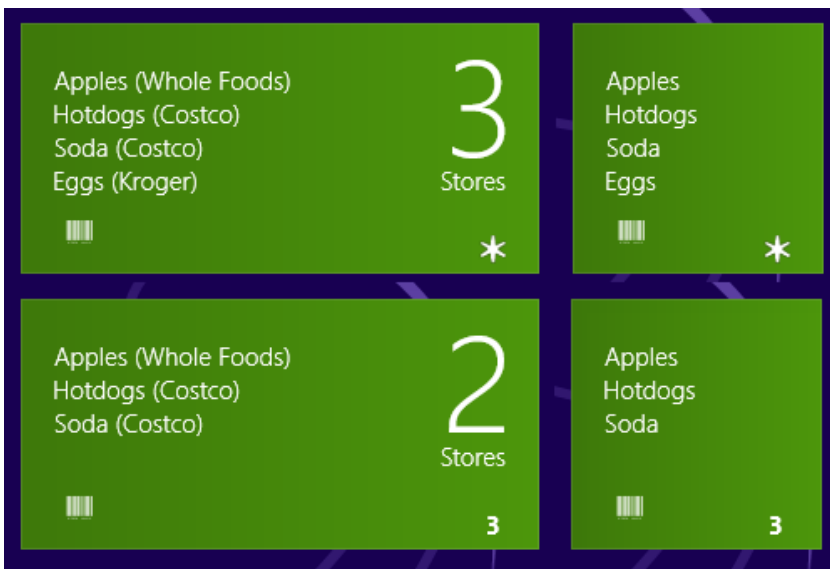 Apples (Whole Foods)
Hotdogs (Costco)
Soda (Costco)
Eggs (Kroger)
3
Stores
*
Apples
Hotdogs
Soda
Eggs
*
Apples (Whole Foods)
Hotdogs (Costco)
Soda (Costco)
2
Stores
3
Apples
Hotdogs
Soda
3